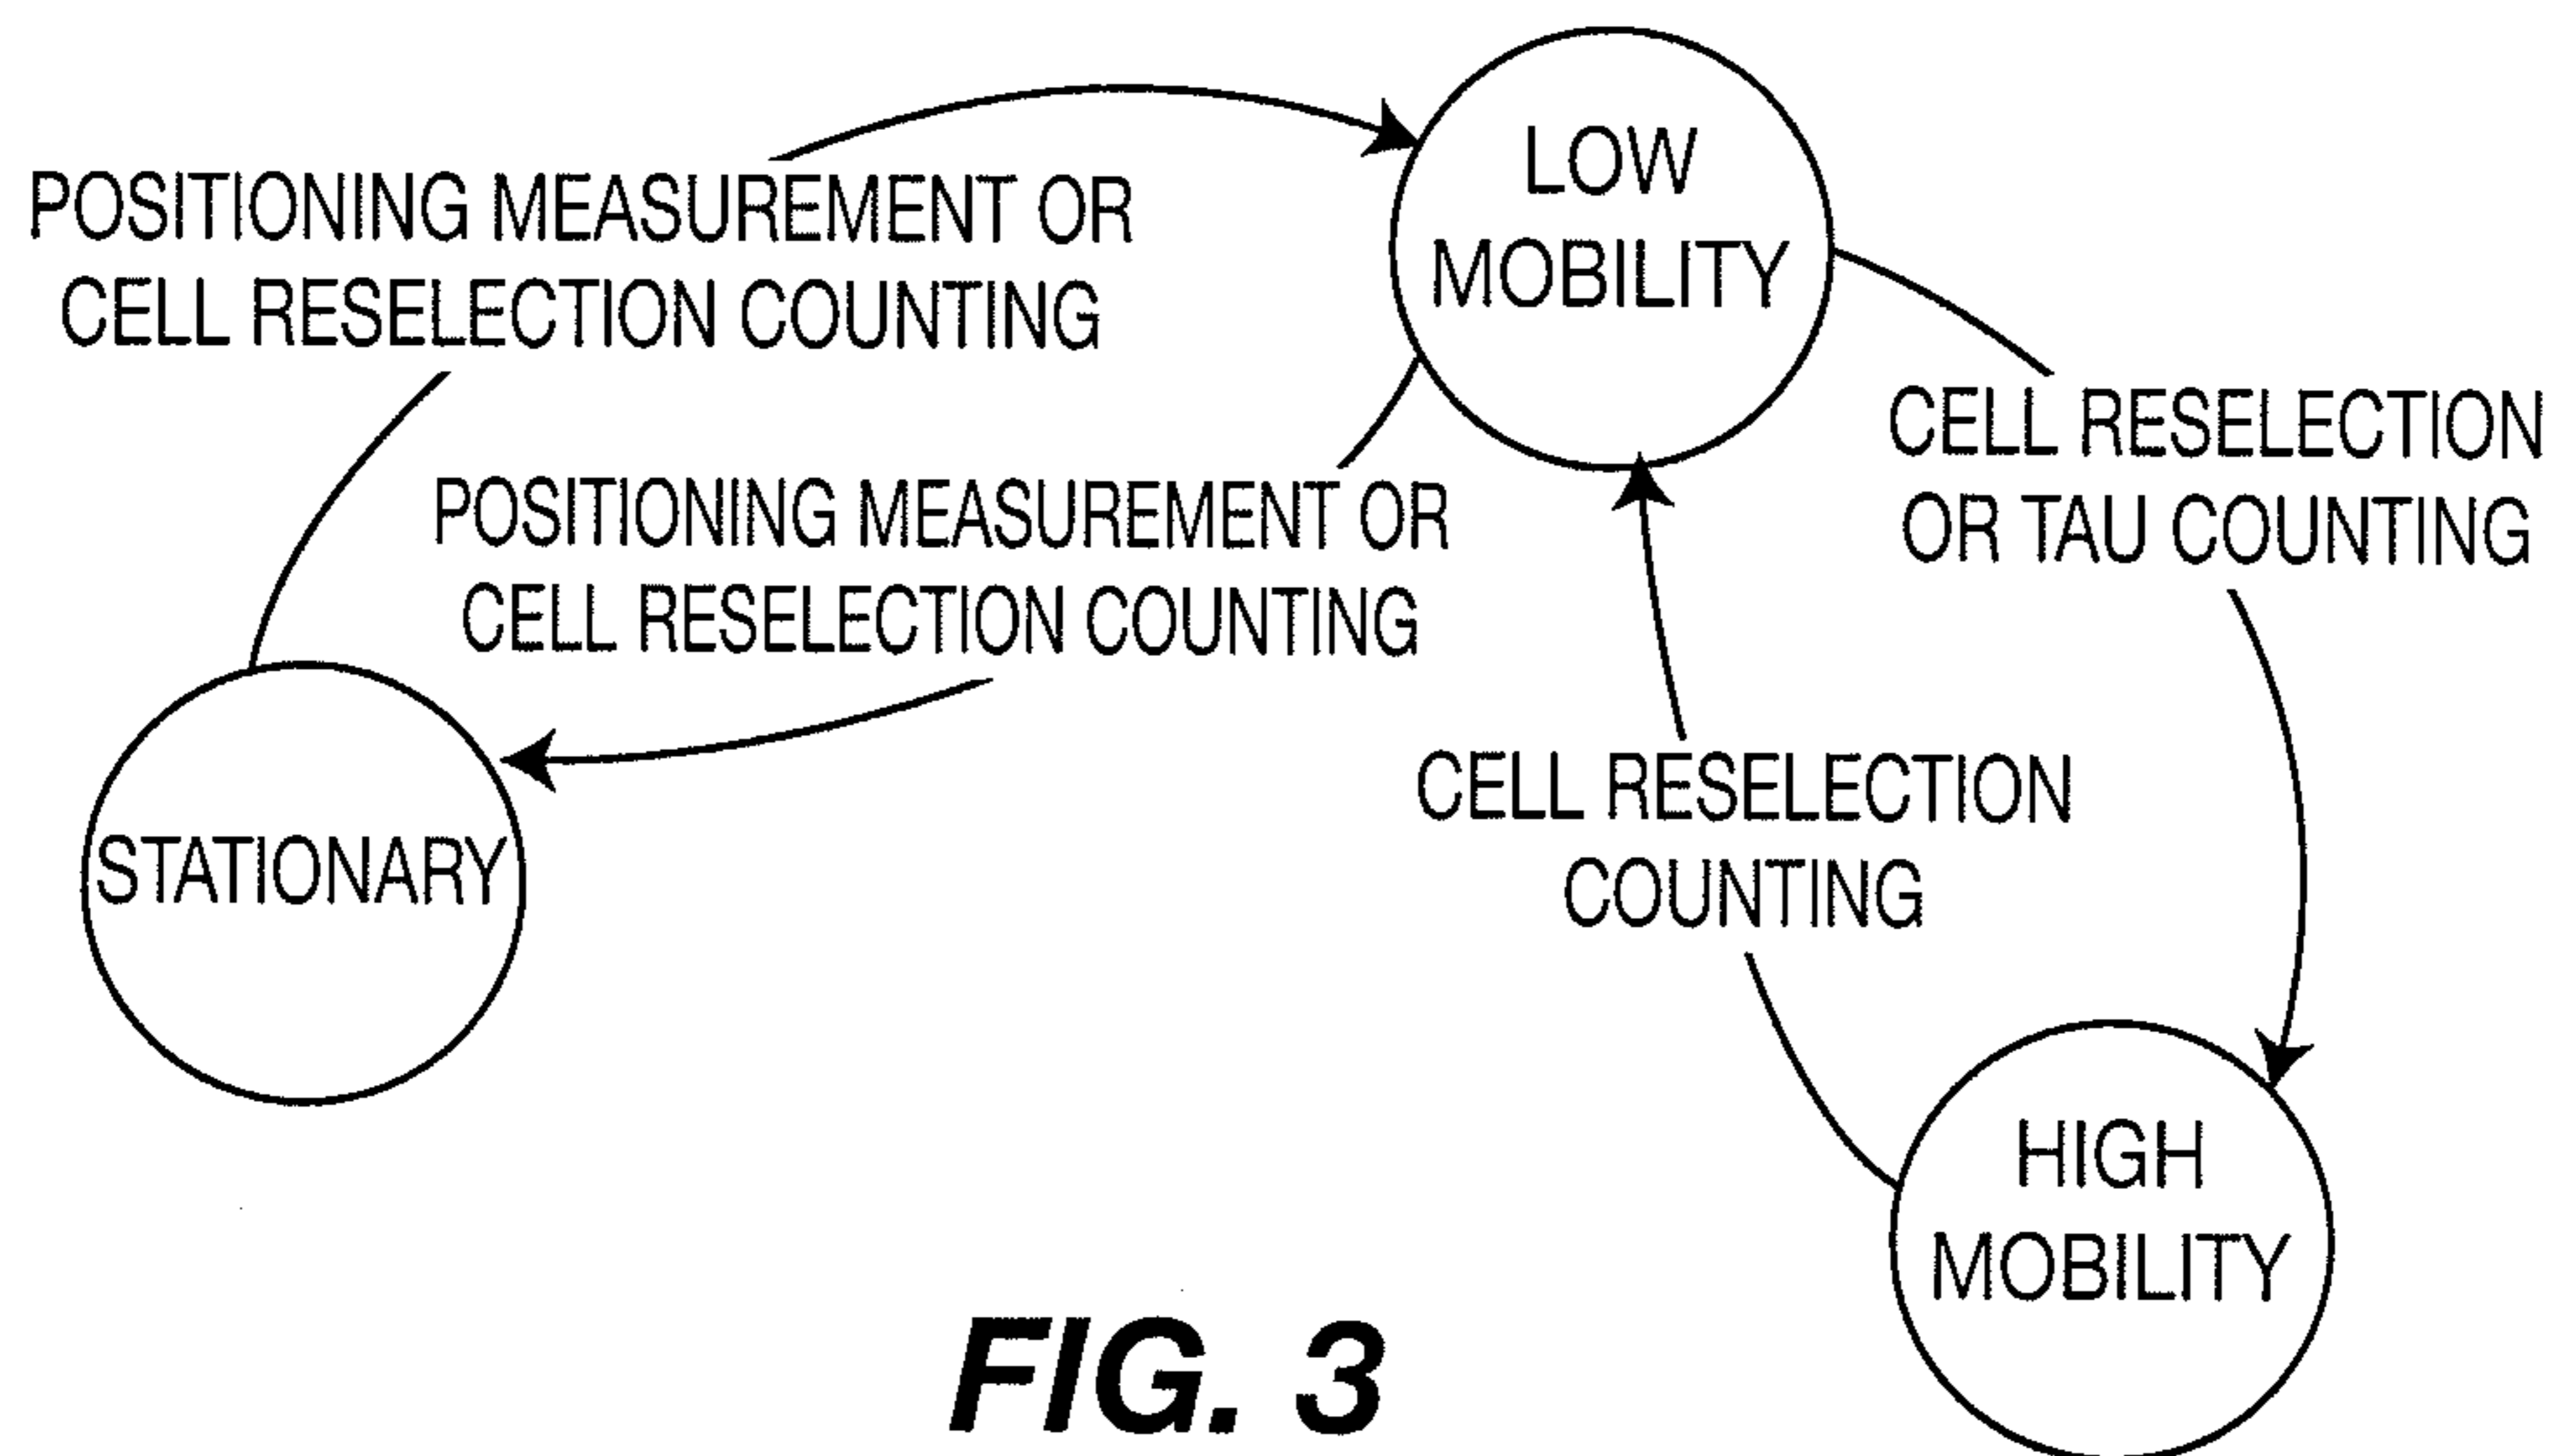 LOW
MOBILITY
POSITIONING MEASUREMENT OR
CELL RESELECTION COUNTING
CELL RESELECTION
OR TAU COUNTING
POSITIONING MEASUREMENT OR
CELL RESELECTION COUNTING
CELL RESELECTION
COUNTING
STATIONARY
HIGH
MOBILITY
FIG. 3